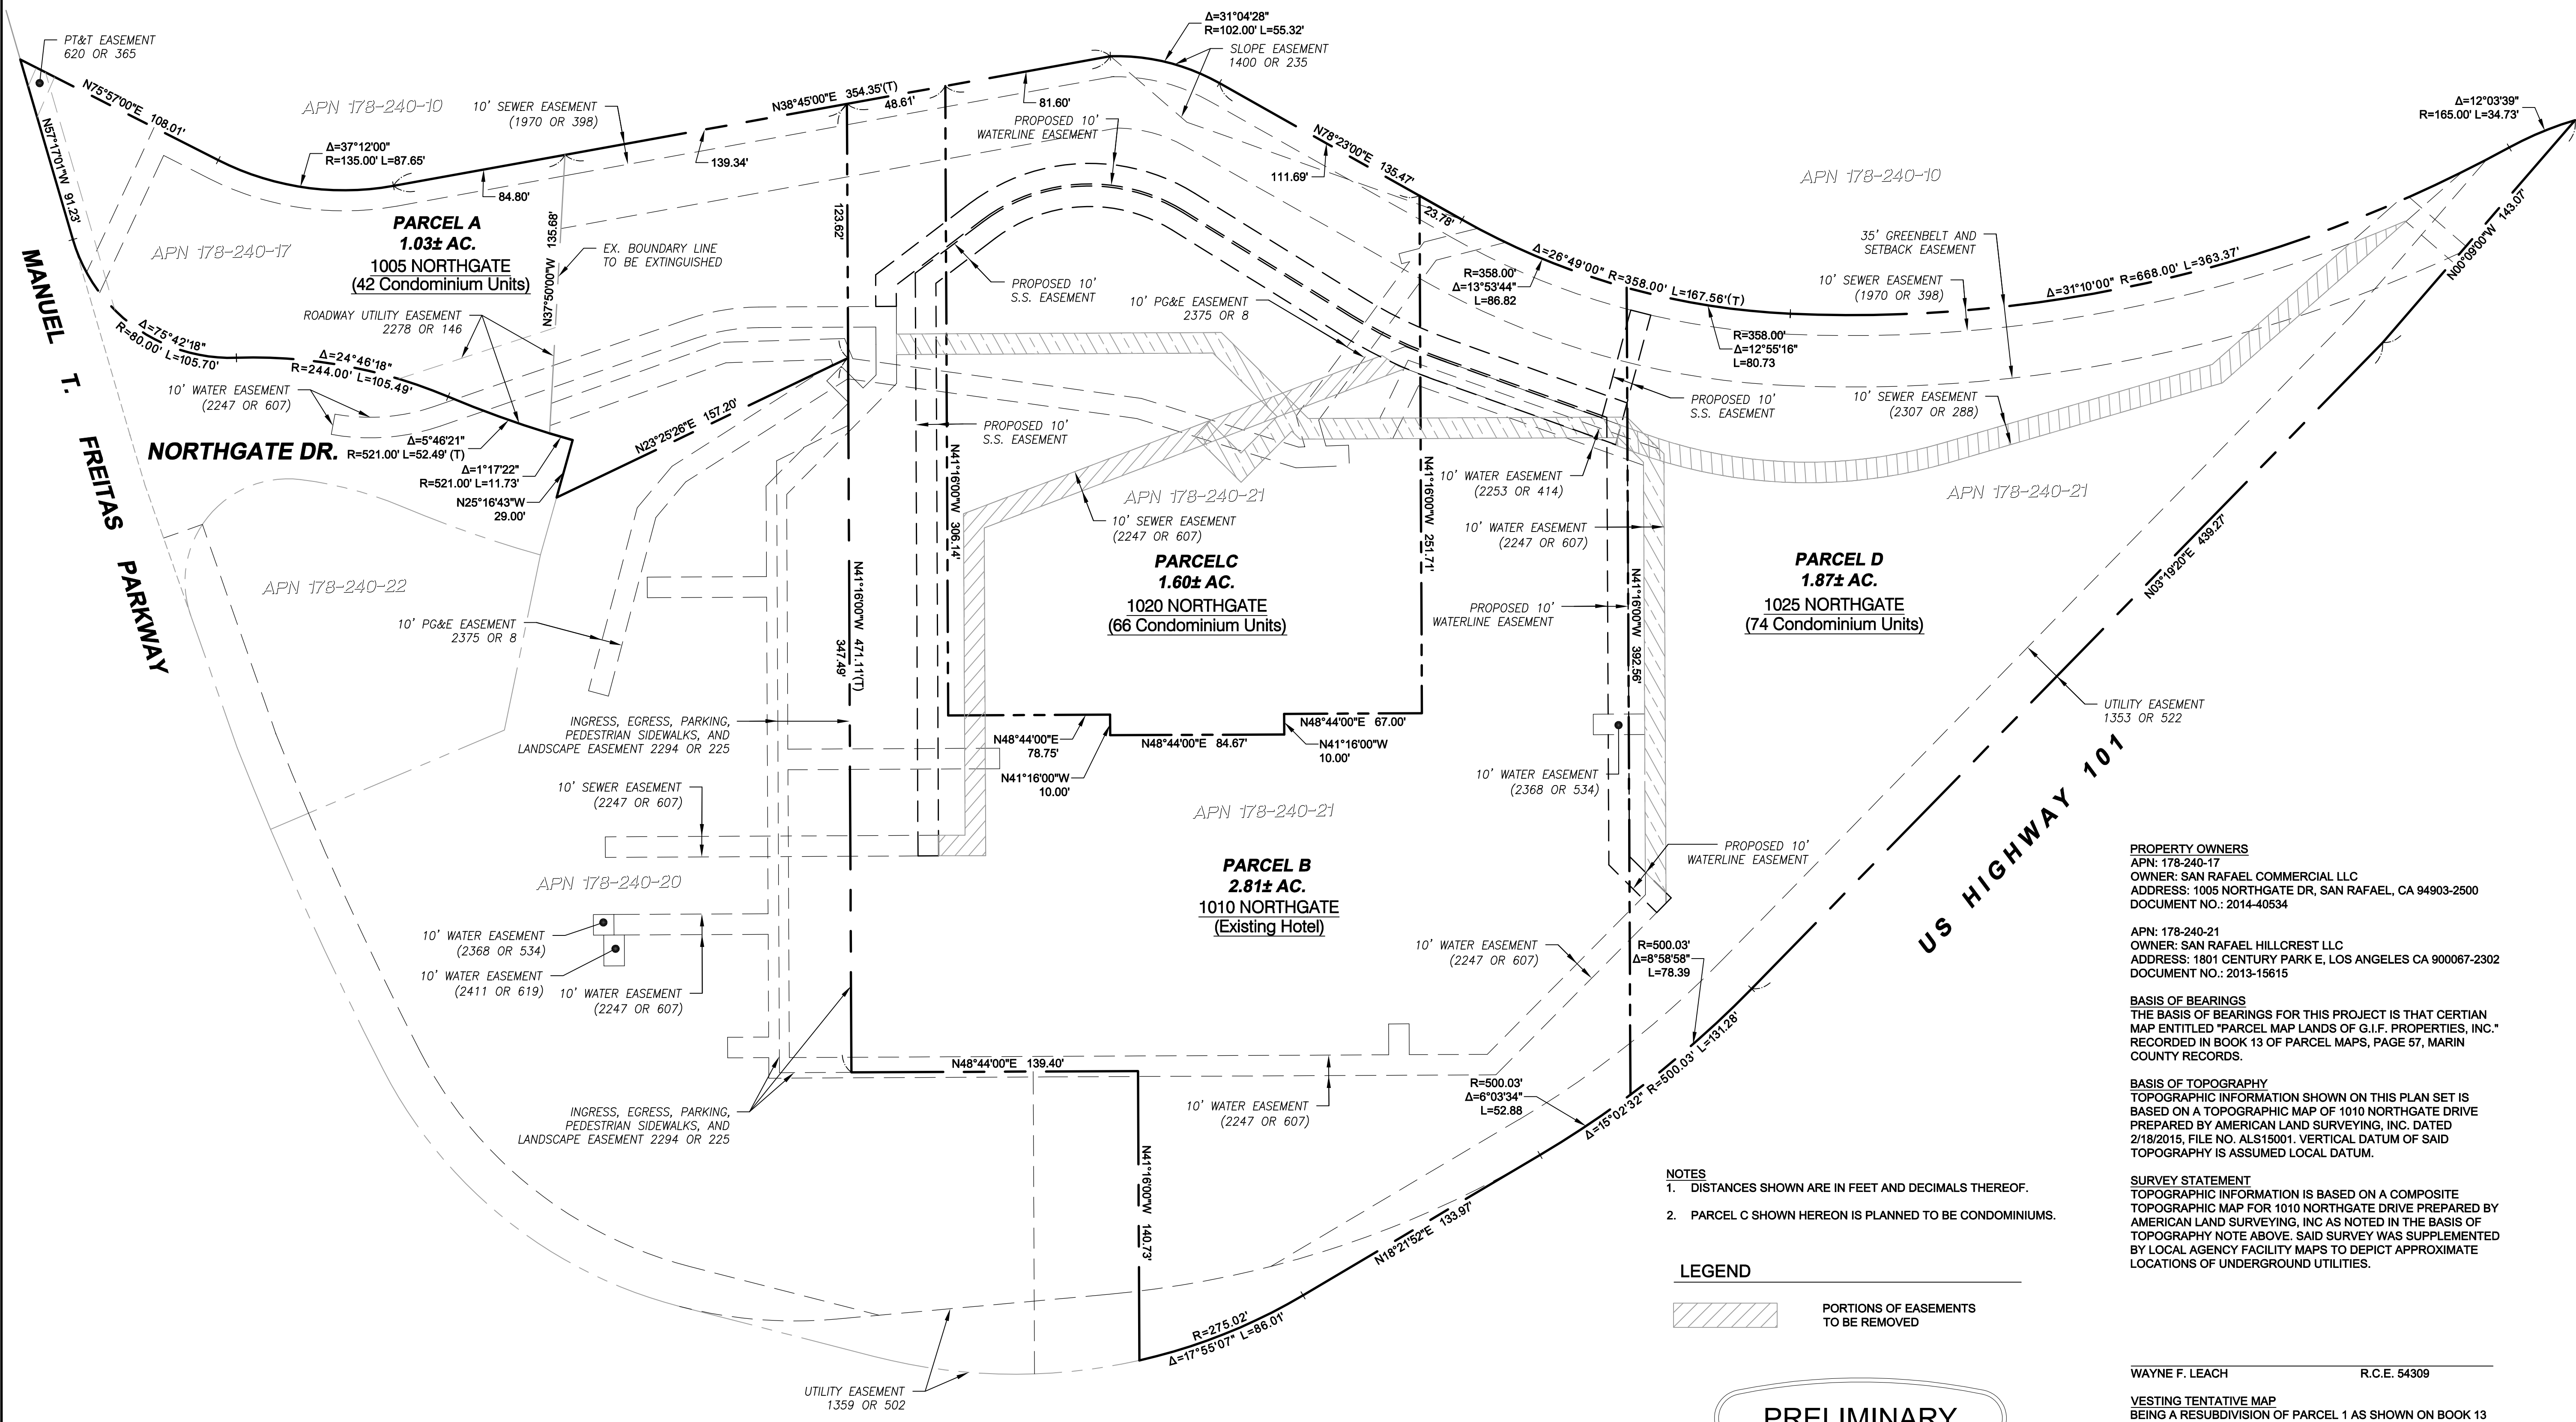 PT&T EASEMENT
620 OR 365
N75°57'00"E 108.01'
APN 178-240-10
10' SEWER EASEMENT
(1970 OR 398)
Δ=37°12'00"
R=135.00' L=87.65'
84.80'
N57°17'01"W 91.23'
N38°45'00"E 354.35'(T)
48.61'
139.34'
81.60'
Δ=31°04'28"
R=102.00' L=55.32'
SLOPE EASEMENT
1400 OR 235
PROPOSED 10'
WATERLINE EASEMENT
N78°23'00"E 135.47'
111.69'
23.78'
APN 178-240-10
Δ=12°03'39"
R=165.00' L=34.73'
PARCEL A
1.03± AC.
1005 NORTHGATE
(42 Condominium Units)
APN 178-240-17
N37°50'00"W 135.68'
EX. BOUNDARY LINE
TO BE EXTINGUISHED
123.62'
PROPOSED 10'
S.S. EASEMENT
10' PG&E EASEMENT
2375 OR 8
R=358.00'
Δ=13°53'44"
L=86.82
Δ=26°49'00" R=358.00' L=167.56'(T)
R=358.00'
Δ=12°55'16"
L=80.73
35' GREENBELT AND
SETBACK EASEMENT
10' SEWER EASEMENT
(1970 OR 398)
Δ=31°10'00" R=668.00' L=363.37'
N00°09'00"W 143.07'
ROADWAY UTILITY EASEMENT
2278 OR 146
Δ=75°42'18"
R=80.00' L=105.70'
Δ=24°46'18"
R=244.00' L=105.49'
10' WATER EASEMENT
(2247 OR 607)
MANUEL T. FREITAS PARKWAY
NORTHGATE DR.
Δ=5°46'21"
R=521.00' L=52.49' (T)
Δ=1°17'22"
R=521.00' L=11.73'
N25°16'43"W
29.00'
N23°25'26"E 157.20'
PROPOSED 10'
S.S. EASEMENT
N41°16'00"W 306.14'
APN 178-240-21
10' SEWER EASEMENT
(2247 OR 607)
N41°16'00"W 251.71'
10' WATER EASEMENT
(2253 OR 414)
10' WATER EASEMENT
(2247 OR 607)
PROPOSED 10'
S.S. EASEMENT
10' SEWER EASEMENT
(2307 OR 288)
APN 178-240-21
APN 178-240-22
10' PG&E EASEMENT
2375 OR 8
N41°16'00"W 471.11'(T)
347.49'
PARCELC
1.60± AC.
1020 NORTHGATE
(66 Condominium Units)
PROPOSED 10'
WATERLINE EASEMENT
N41°16'00"W 392.56'
PARCEL D
1.87± AC.
1025 NORTHGATE
(74 Condominium Units)
N03°19'20"E 439.27'
UTILITY EASEMENT
1353 OR 522
US HIGHWAY 101
INGRESS, EGRESS, PARKING,
PEDESTRIAN SIDEWALKS, AND
LANDSCAPE EASEMENT 2294 OR 225
N48°44'00"E
78.75'
N41°16'00"W
10.00'
N48°44'00"E 84.67'
N48°44'00"E 67.00'
N41°16'00"W
10.00'
10' WATER EASEMENT
(2368 OR 534)
10' SEWER EASEMENT
(2247 OR 607)
APN 178-240-20
APN 178-240-21
PARCEL B
2.81± AC.
1010 NORTHGATE
(Existing Hotel)
PROPOSED 10'
WATERLINE EASEMENT
10' WATER EASEMENT
(2368 OR 534)
10' WATER EASEMENT
(2411 OR 619)
10' WATER EASEMENT
(2247 OR 607)
10' WATER EASEMENT
(2247 OR 607)
R=500.03'
Δ=8°58'58"
L=78.39
N48°44'00"E 139.40'
INGRESS, EGRESS, PARKING,
PEDESTRIAN SIDEWALKS, AND
LANDSCAPE EASEMENT 2294 OR 225
10' WATER EASEMENT
(2247 OR 607)
R=500.03'
Δ=6°03'34"
L=52.88
Δ=15°02'32" R=500.03' L=131.28'
N41°16'00"W 140.73'
N18°21'52"E 133.97'
R=275.02'
Δ=17°55'07" L=86.01'
UTILITY EASEMENT
1359 OR 502
NOTES
1. DISTANCES SHOWN ARE IN FEET AND DECIMALS THEREOF.
2. PARCEL C SHOWN HEREON IS PLANNED TO BE CONDOMINIUMS.
LEGEND
PORTIONS OF EASEMENTS
TO BE REMOVED
PRELIMINARY
PROPERTY OWNERS
APN: 178-240-17
OWNER: SAN RAFAEL COMMERCIAL LLC
ADDRESS: 1005 NORTHGATE DR, SAN RAFAEL, CA 94903-2500
DOCUMENT NO.: 2014-40534
APN: 178-240-21
OWNER: SAN RAFAEL HILLCREST LLC
ADDRESS: 1801 CENTURY PARK E, LOS ANGELES CA 900067-2302
DOCUMENT NO.: 2013-15615
BASIS OF BEARINGS
THE BASIS OF BEARINGS FOR THIS PROJECT IS THAT CERTIAN
MAP ENTITLED "PARCEL MAP LANDS OF G.I.F. PROPERTIES, INC."
RECORDED IN BOOK 13 OF PARCEL MAPS, PAGE 57, MARIN
COUNTY RECORDS.
BASIS OF TOPOGRAPHY
TOPOGRAPHIC INFORMATION SHOWN ON THIS PLAN SET IS
BASED ON A TOPOGRAPHIC MAP OF 1010 NORTHGATE DRIVE
PREPARED BY AMERICAN LAND SURVEYING, INC. DATED
2/18/2015, FILE NO. ALS15001. VERTICAL DATUM OF SAID
TOPOGRAPHY IS ASSUMED LOCAL DATUM.
SURVEY STATEMENT
TOPOGRAPHIC INFORMATION IS BASED ON A COMPOSITE
TOPOGRAPHIC MAP FOR 1010 NORTHGATE DRIVE PREPARED BY
AMERICAN LAND SURVEYING, INC AS NOTED IN THE BASIS OF
TOPOGRAPHY NOTE ABOVE. SAID SURVEY WAS SUPPLEMENTED
BY LOCAL AGENCY FACILITY MAPS TO DEPICT APPROXIMATE
LOCATIONS OF UNDERGROUND UTILITIES.
WAYNE F. LEACH R.C.E. 54309
VESTING TENTATIVE MAP
BEING A RESUBDIVISION OF PARCEL 1 AS SHOWN ON BOOK 13